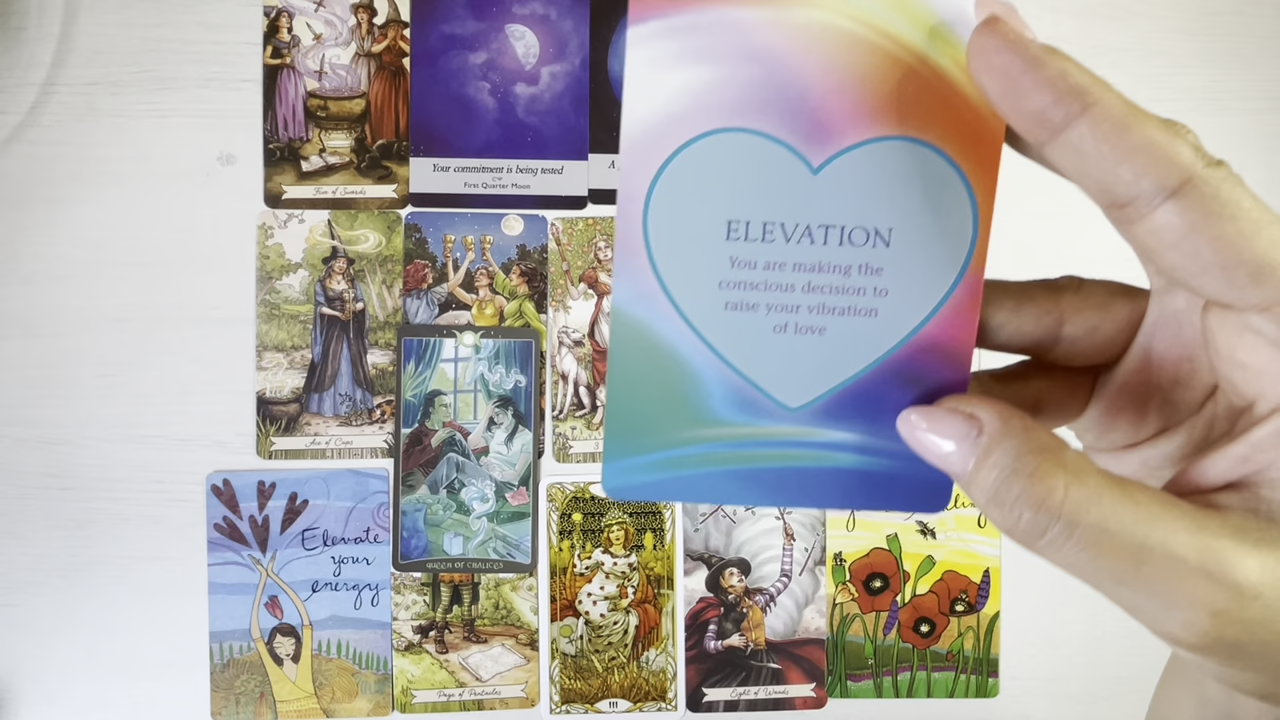 Five of Swords
Your commitment is being tested
First Quarter Moon
A
ELEVATION
You are making the
conscious decision to
raise your vibration
of love
Ace of Cups
3
Elevate
your
energy
QUEEN OF CHALICES
Page of Pentacles
III
Eight of Wands